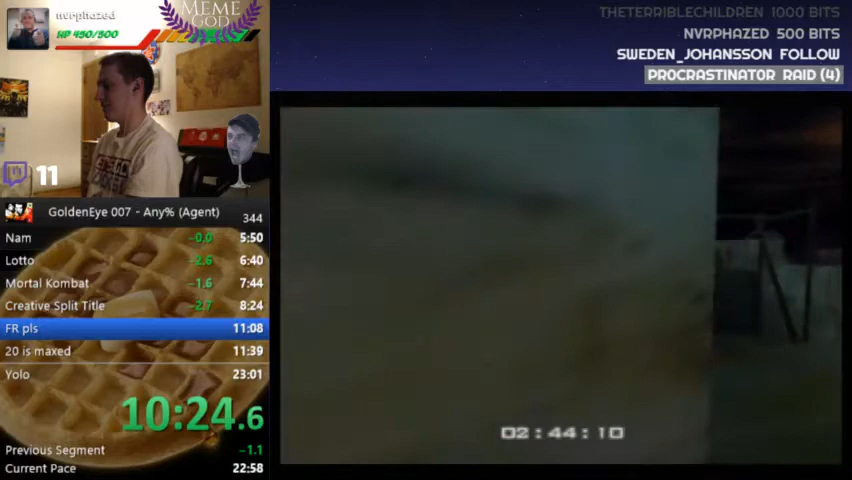 nvrphazed
HP 450/500
MEME
GOD
THETERRIBLECHILDREN 1000 BITS
NVRPHAZED 500 BITS
SWEDEN_JOHANSSON FOLLOW
PROCRASTINATOR RAID (4)
11
GoldenEye 007 - Any% (Agent)
344
Nam -0.0 5:50
Lotto -2.6 6:40
Mortal Kombat -1.6 7:44
Creative Split Title -2.7 8:24
FR pls 11:08
20 is maxed 11:39
Yolo 23:01
10:24.6
Previous Segment -1.1
Current Pace 22:58
02:44:10